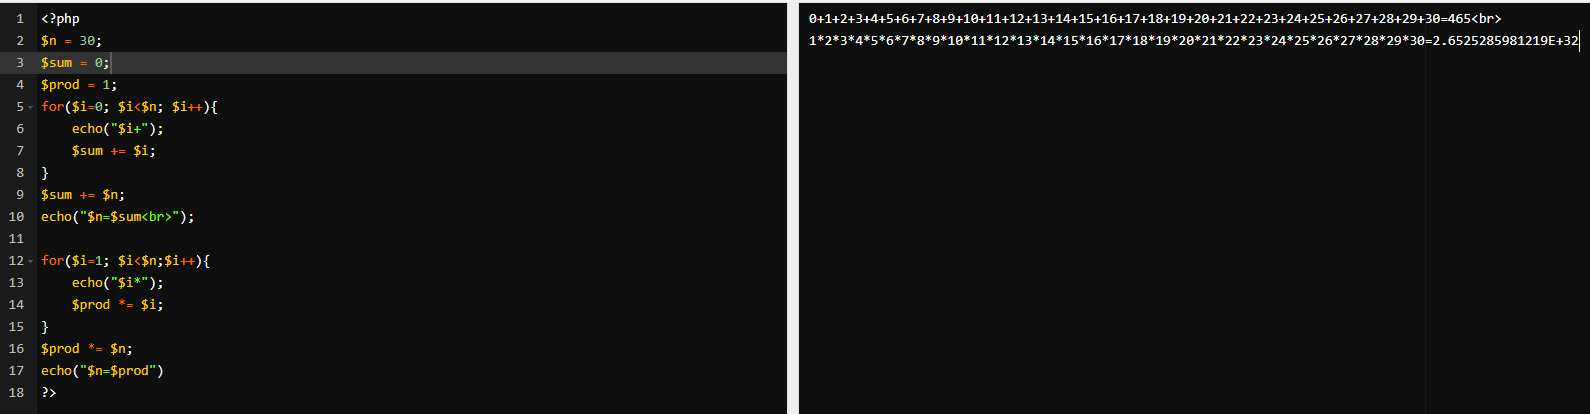 1 <?php
2 $n = 30;
3 $sum = 0;
4 $prod = 1;
5 for($i=0; $i<$n; $i++){
6 echo("$i+");
7 $sum += $i;
8 }
9 $sum += $n;
10 echo("$n=$sum<br>");
11
12 for($i=1; $i<$n;$i++){
13 echo("$i*");
14 $prod *= $i;
15 }
16 $prod *= $n;
17 echo("$n=$prod")
18 ?>
0+1+2+3+4+5+6+7+8+9+10+11+12+13+14+15+16+17+18+19+20+21+22+23+24+25+26+27+28+29+30=465<br>
1*2*3*4*5*6*7*8*9*10*11*12*13*14*15*16*17*18*19*20*21*22*23*24*25*26*27*28*29*30=2.6525285981219E+32